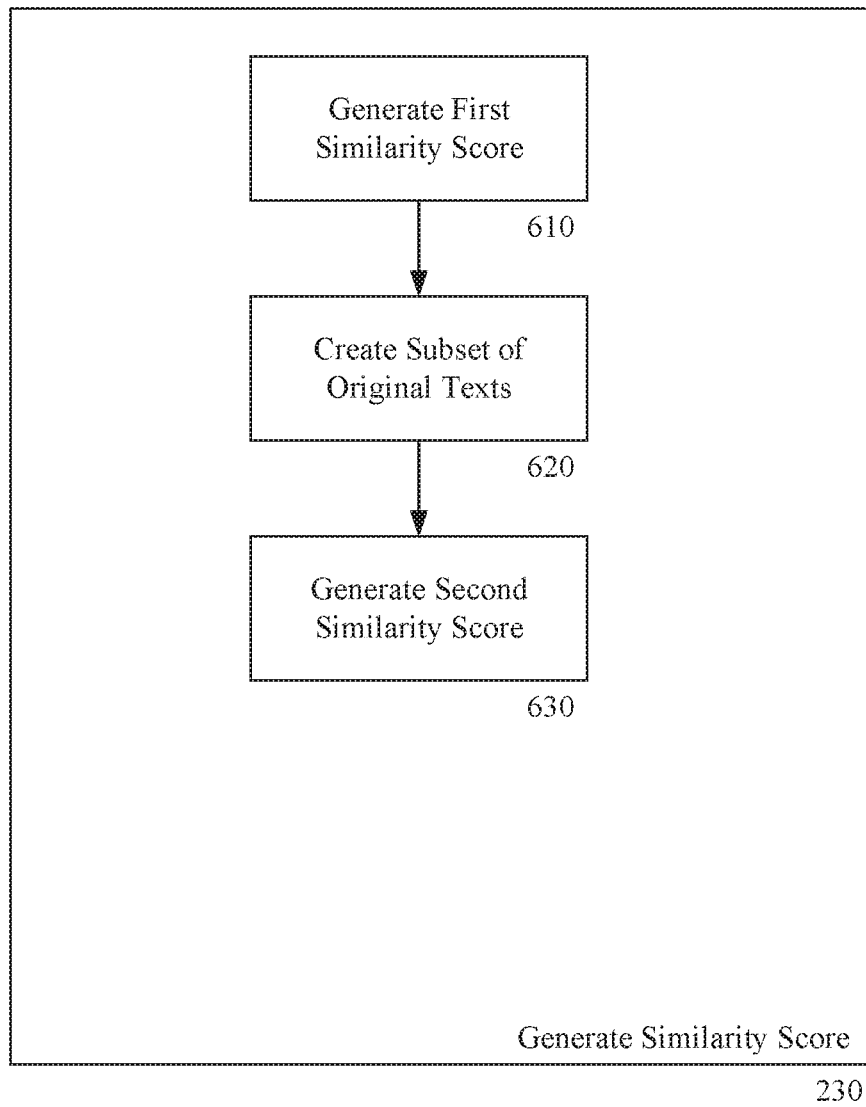 Generate First
Similarity Score
610
Create Subset of
Original Texts
620
Generate Second
Similarity Score
630
Generate Similarity Score
230